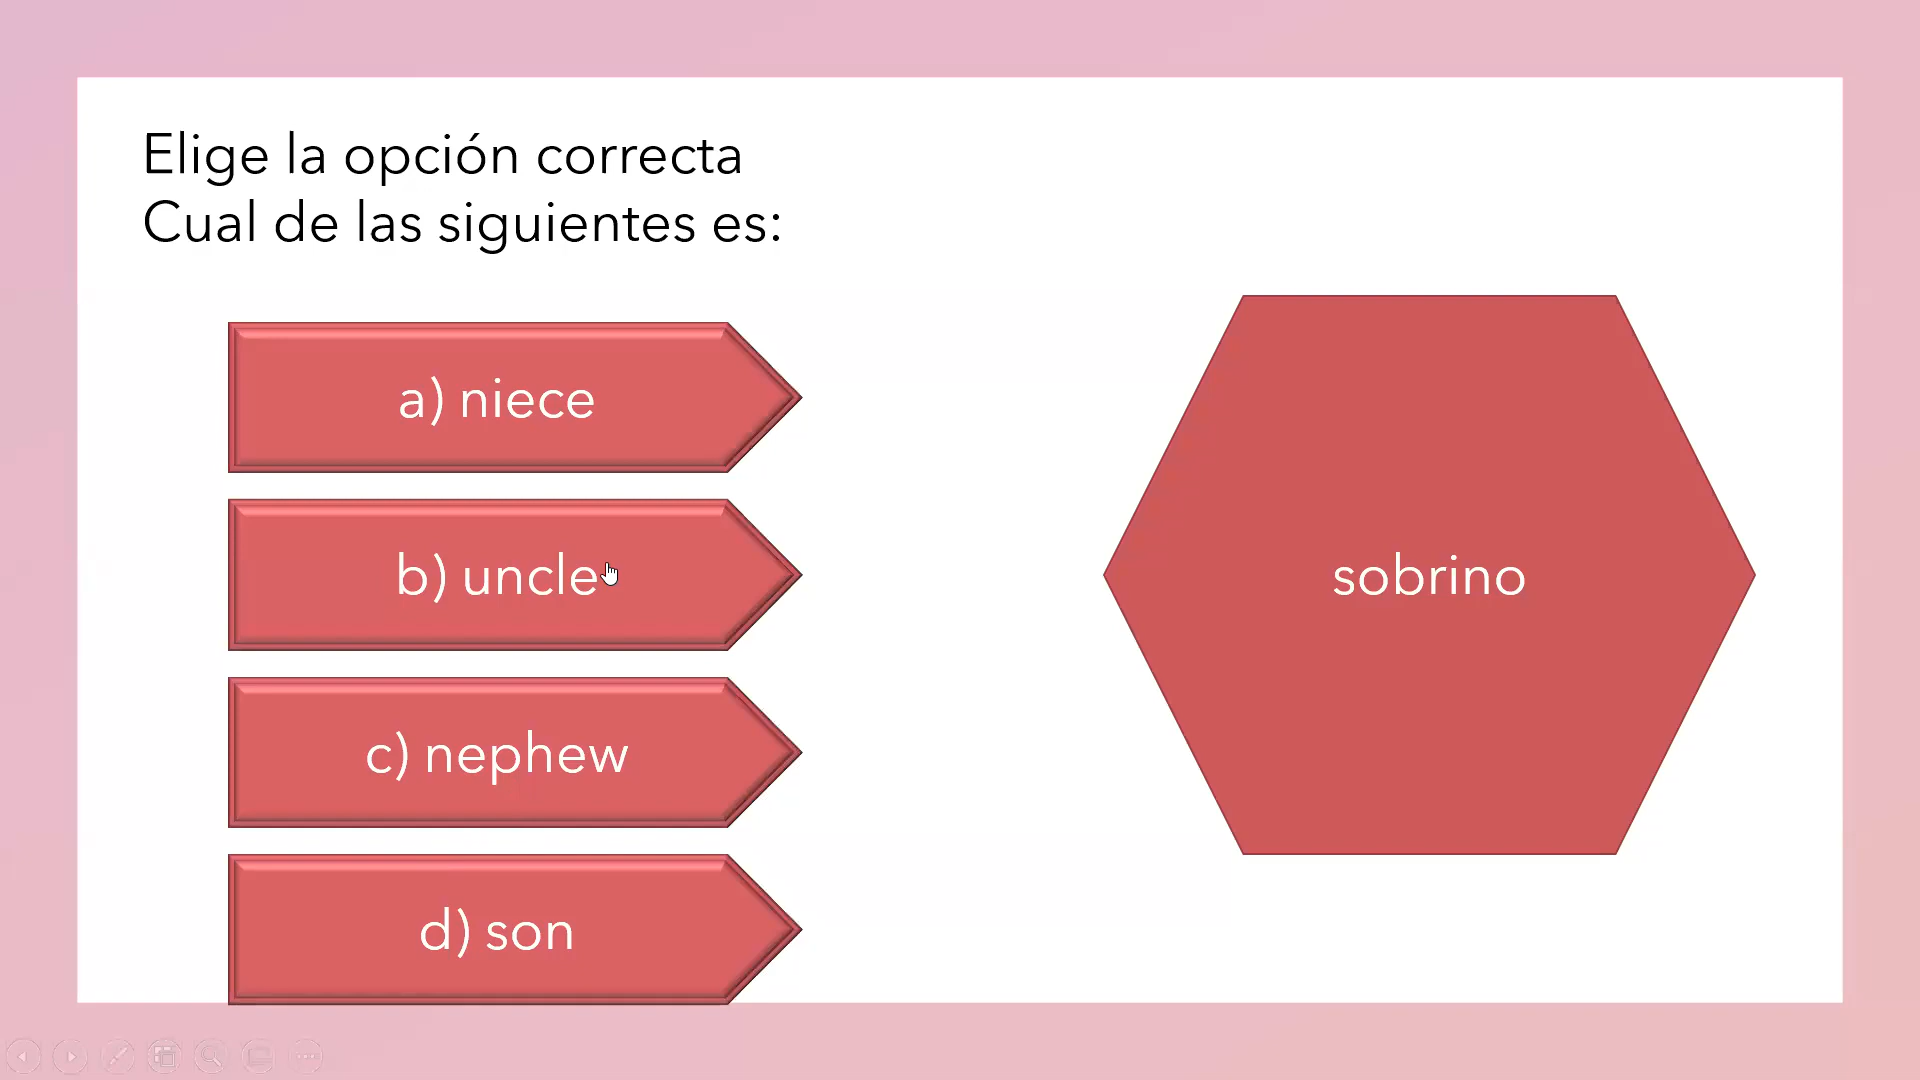 Elige la opción correcta
Cual de las siguientes es:
a) niece
b) uncle
c) nephew
d) son
sobrino